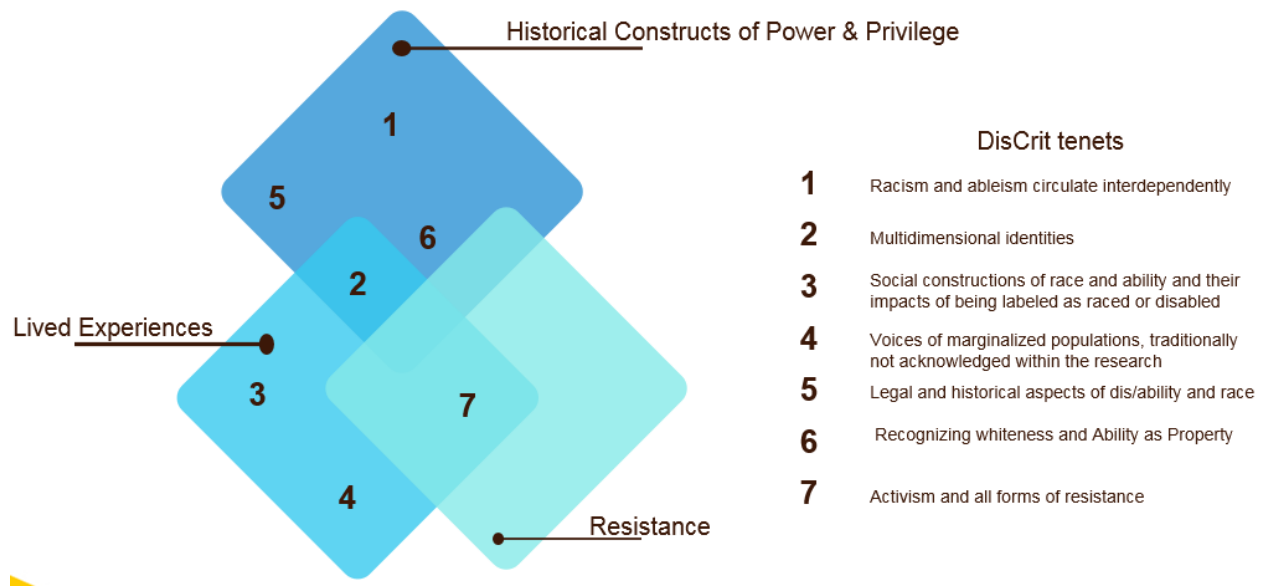 Historical Constructs of Power & Privilege
1
5
6
2
Lived Experiences
3
7
4
Resistance
DisCrit tenets
1 Racism and ableism circulate interdependently
2 Multidimensional identities
3 Social constructions of race and ability and their
impacts of being labeled as raced or disabled
4 Voices of marginalized populations, traditionally
not acknowledged within the research
5 Legal and historical aspects of dis/ability and race
6 Recognizing whiteness and Ability as Property
7 Activism and all forms of resistance